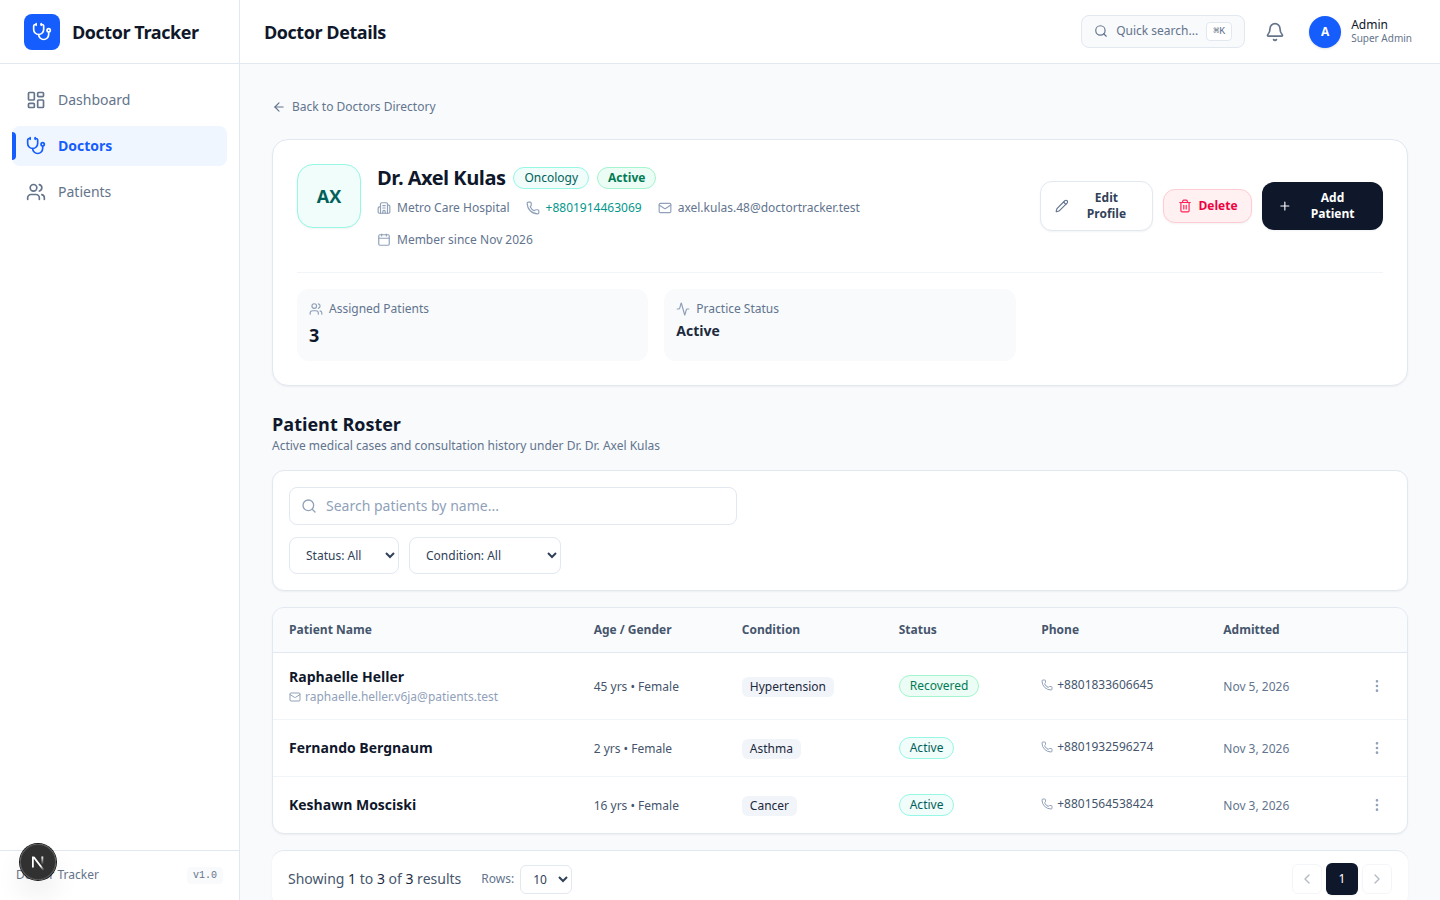 Doctor Tracker
Doctor Details
Quick search...
⌘K
A
Admin
Super Admin
Dashboard
Doctors
Patients
Back to Doctors Directory
AX
Dr. Axel Kulas
Oncology
Active
Metro Care Hospital
+8801914463069
axel.kulas.48@doctortracker.test
Member since Nov 2026
Edit
Profile
Delete
Add
Patient
Assigned Patients
3
Practice Status
Active
Patient Roster
Active medical cases and consultation history under Dr. Dr. Axel Kulas
Search patients by name...
Status: All
Condition: All
Patient Name Age / Gender Condition Status Phone Admitted
Raphaelle Heller
raphaelle.heller.v6ja@patients.test
45 yrs • Female Hypertension Recovered +8801833606645 Nov 5, 2026
Fernando Bergnaum 2 yrs • Female Asthma Active +8801932596274 Nov 3, 2026
Keshawn Mosciski 16 yrs • Female Cancer Active +8801564538424 Nov 3, 2026
Showing 1 to 3 of 3 results Rows: 10
1
N
Tracker
v1.0